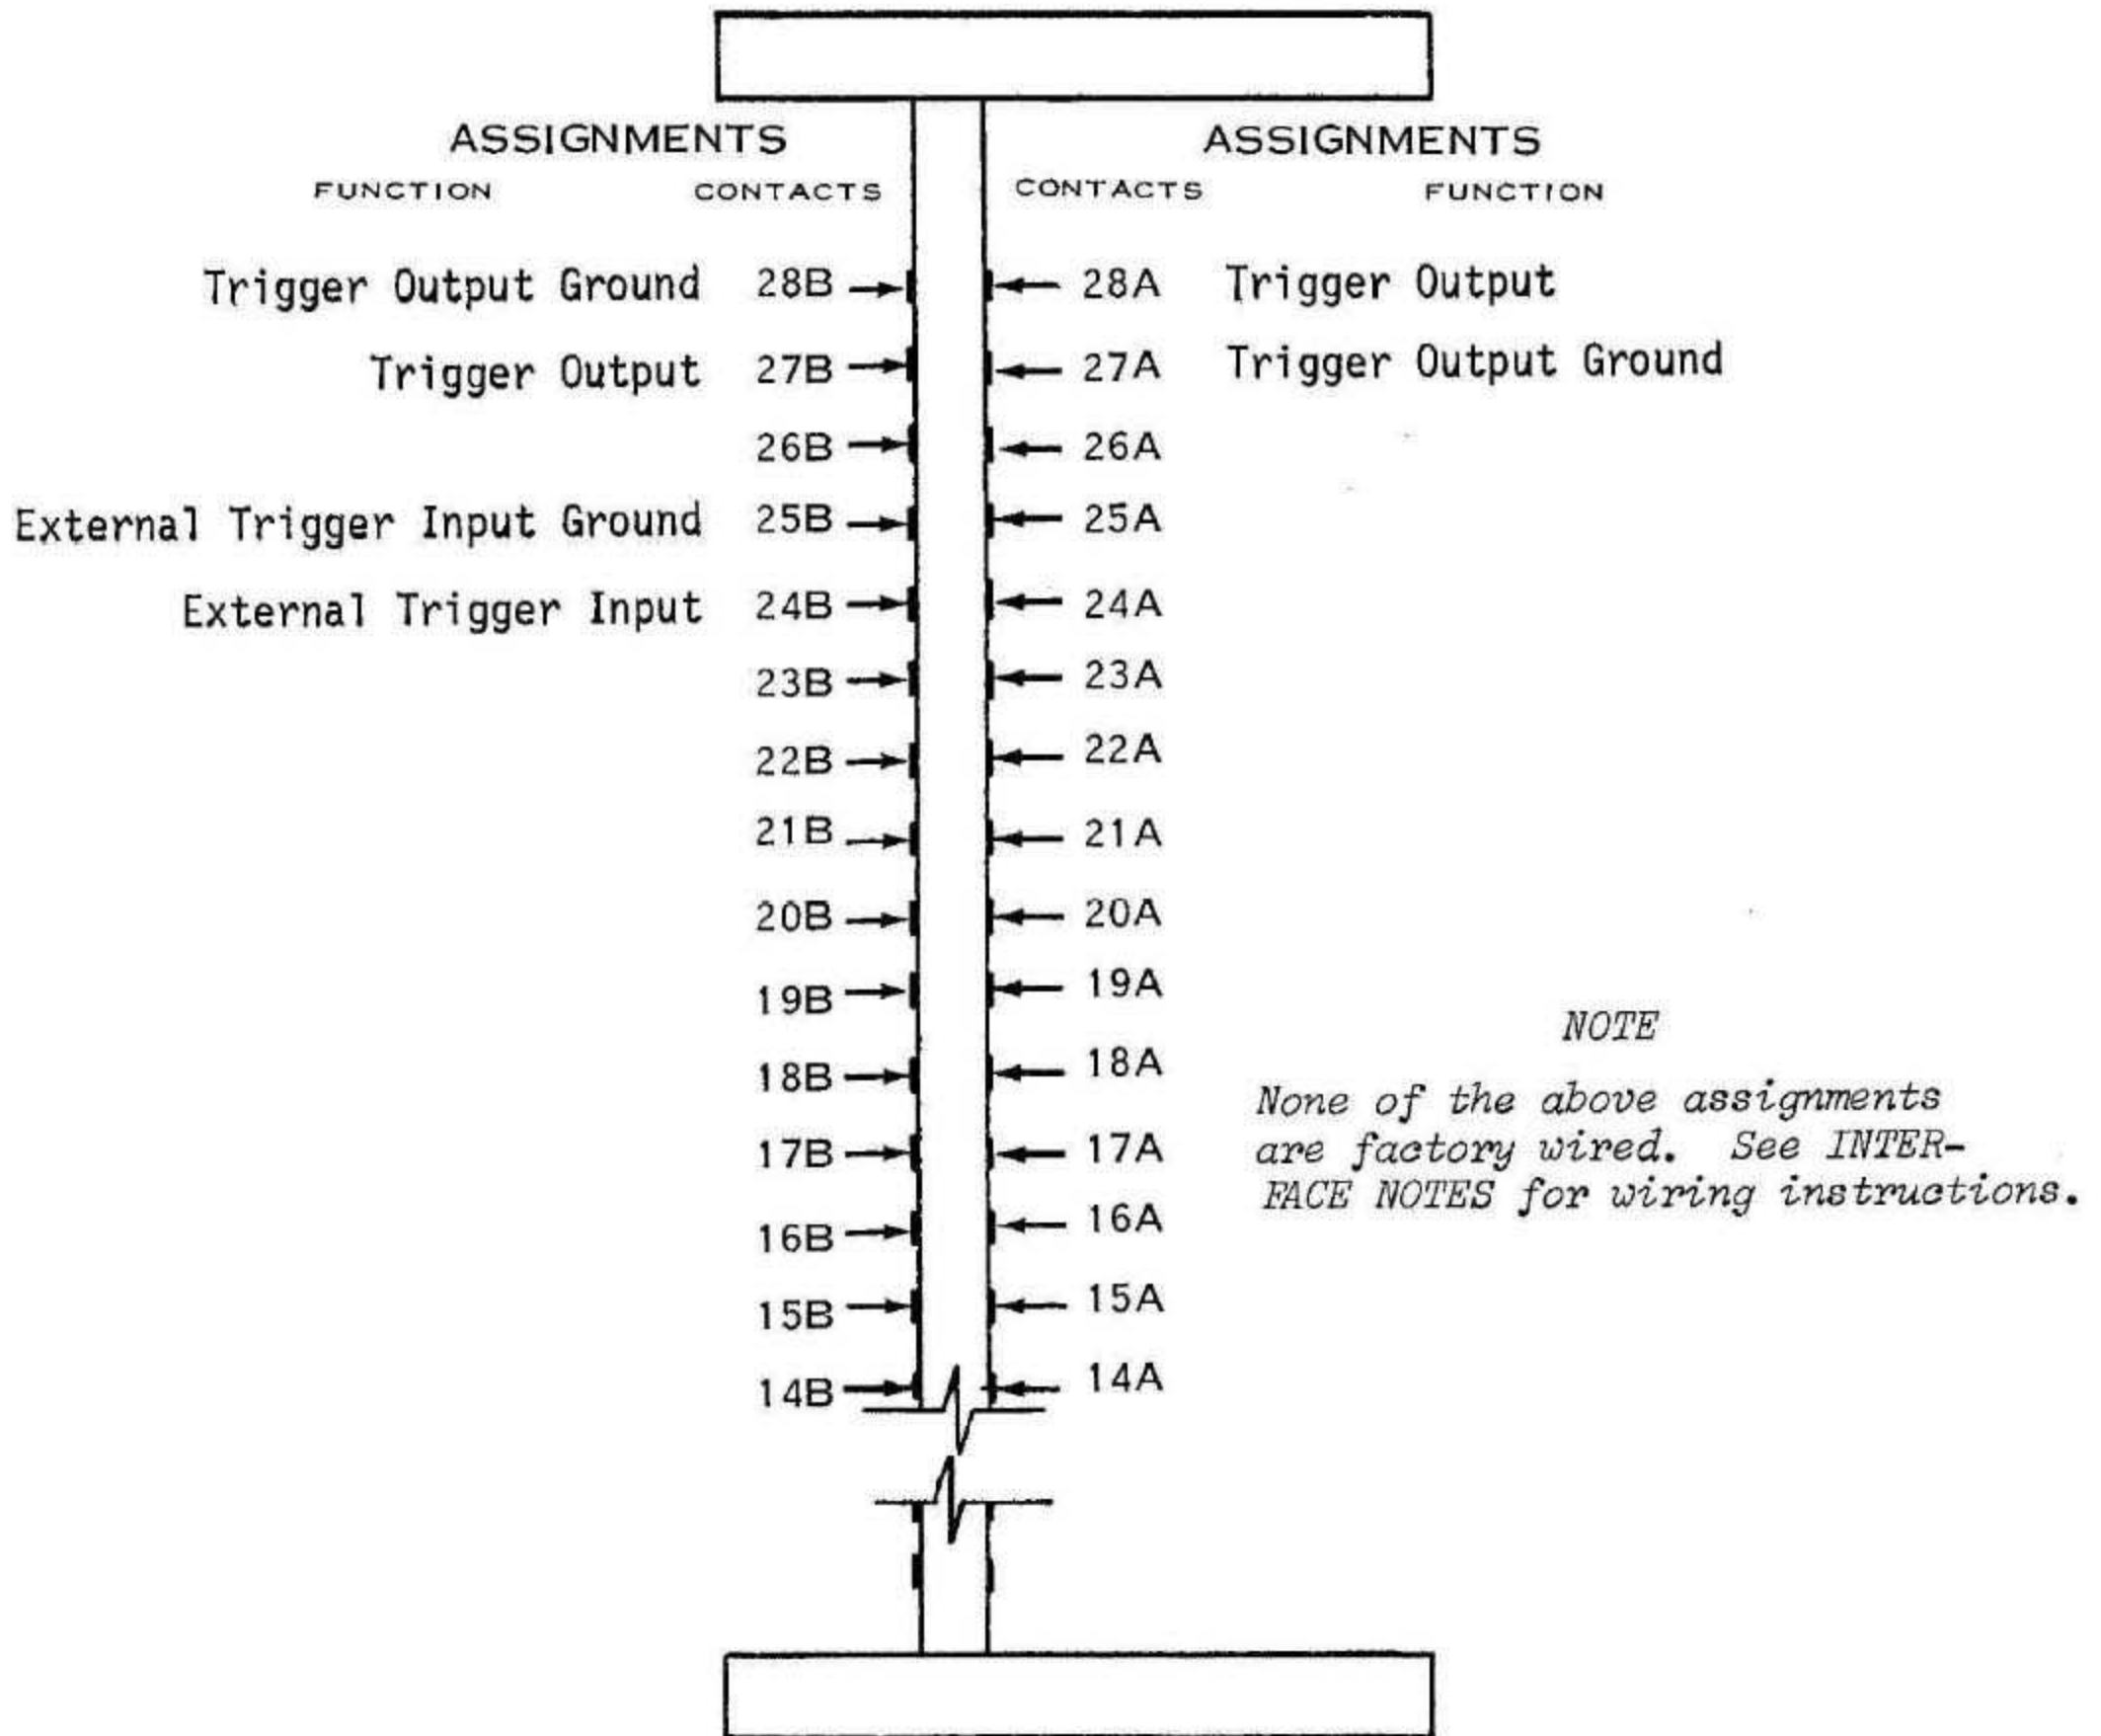 ASSIGNMENTS ASSIGNMENTS
FUNCTION CONTACTS CONTACTS FUNCTION
Trigger Output Ground 28B 28A Trigger Output
Trigger Output 27B 27A Trigger Output Ground
26B 26A
External Trigger Input Ground 25B 25A
External Trigger Input 24B 24A
23B 23A
22B 22A
21B 21A
20B 20A
19B 19A
18B 18A
17B 17A
16B 16A
15B 15A
14B 14A
NOTE
None of the above assignments
are factory wired. See INTER-
FACE NOTES for wiring instructions.